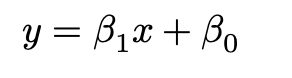 y = β₁x + β₀